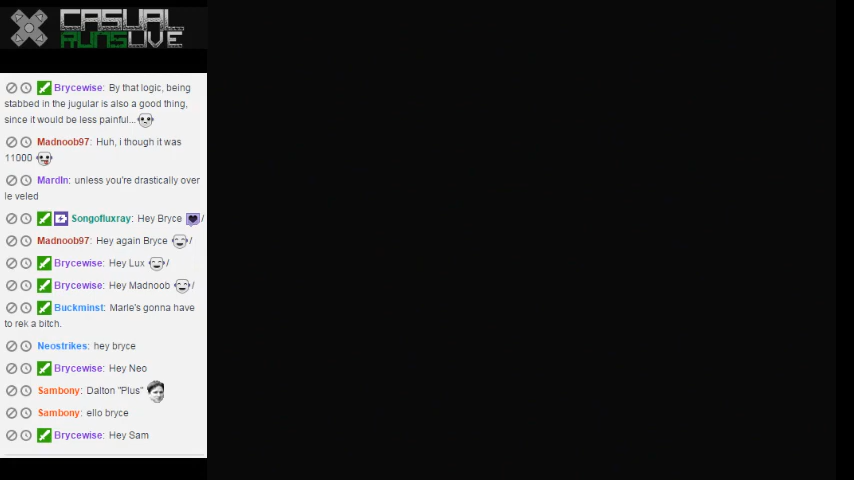 CASUAL
RUNSLIVE
Brycewise: By that logic, being
stabbed in the jugular is also a good thing,
since it would be less painful...
Madnoob97: Huh, i though it was
11000
Mardln: unless you're drastically over
le veled
Songofluxray: Hey Bryce /
Madnoob97: Hey again Bryce /
Brycewise: Hey Lux /
Brycewise: Hey Madnoob /
Buckminst: Marle's gonna have
to rek a bitch.
Neostrikes: hey bryce
Brycewise: Hey Neo
Sambony: Dalton "Plus"
Sambony: ello bryce
Brycewise: Hey Sam